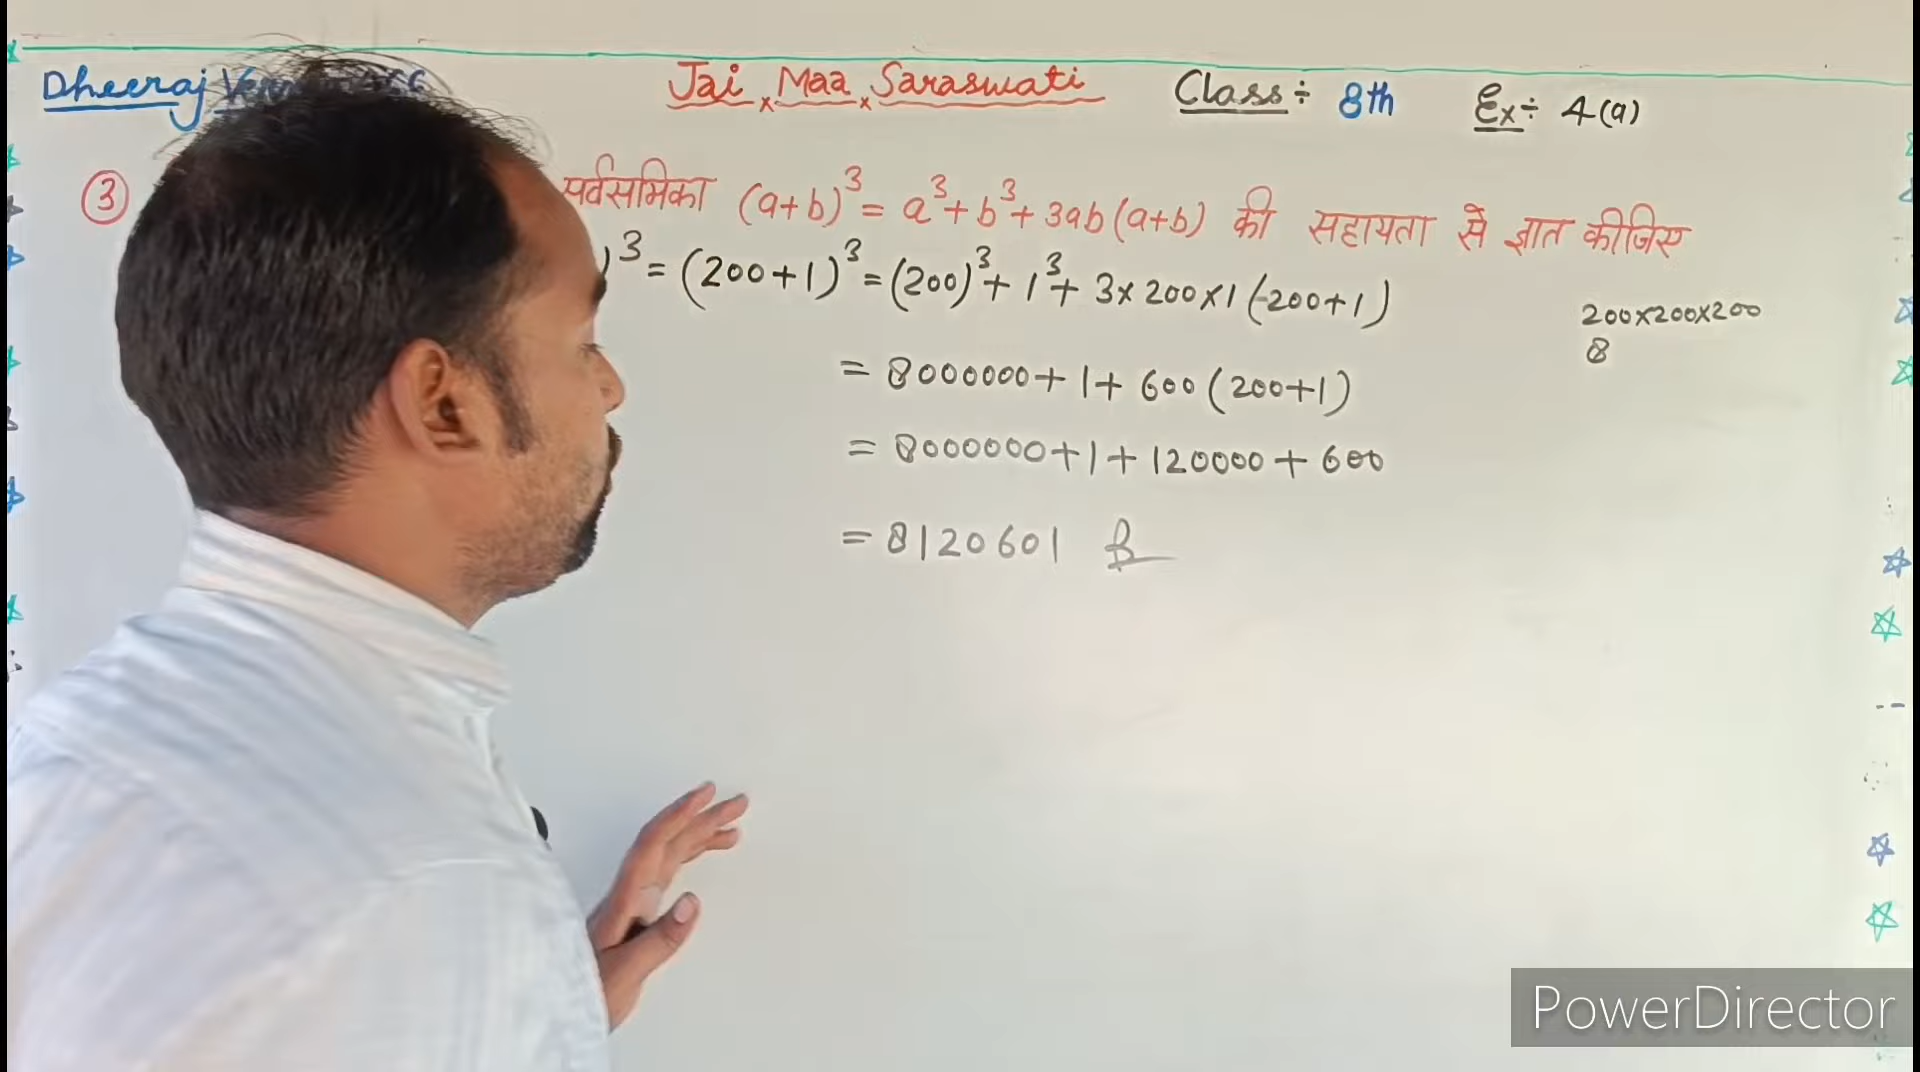 Dheeraj
Jai Maa Saraswati
Class÷ 8th
Ex÷ 4(a)
③ सर्वसमिका (a+b)³ = a³+b³+3ab(a+b) की सहायता से ज्ञात कीजिए
)³ = (200+1)³ = (200)³ + 1³ + 3×200×1(200+1)
200×200×200
8
= 8000000+1+600(200+1)
= 8000000+1+120000+600
= 8120601
PowerDirector